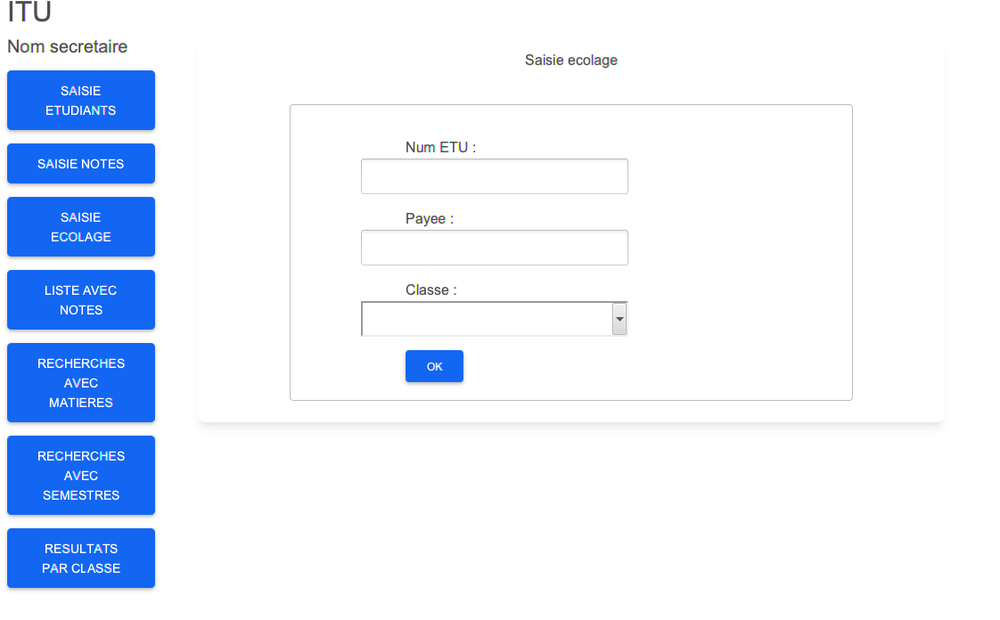 ITU
Nom secretaire
SAISIE
ETUDIANTS
SAISIE NOTES
SAISIE
ECOLAGE
LISTE AVEC
NOTES
RECHERCHES
AVEC
MATIERES
RECHERCHES
AVEC
SEMESTRES
RESULTATS
PAR CLASSE
Saisie ecolage
Num ETU :
Payee :
Classe :
OK